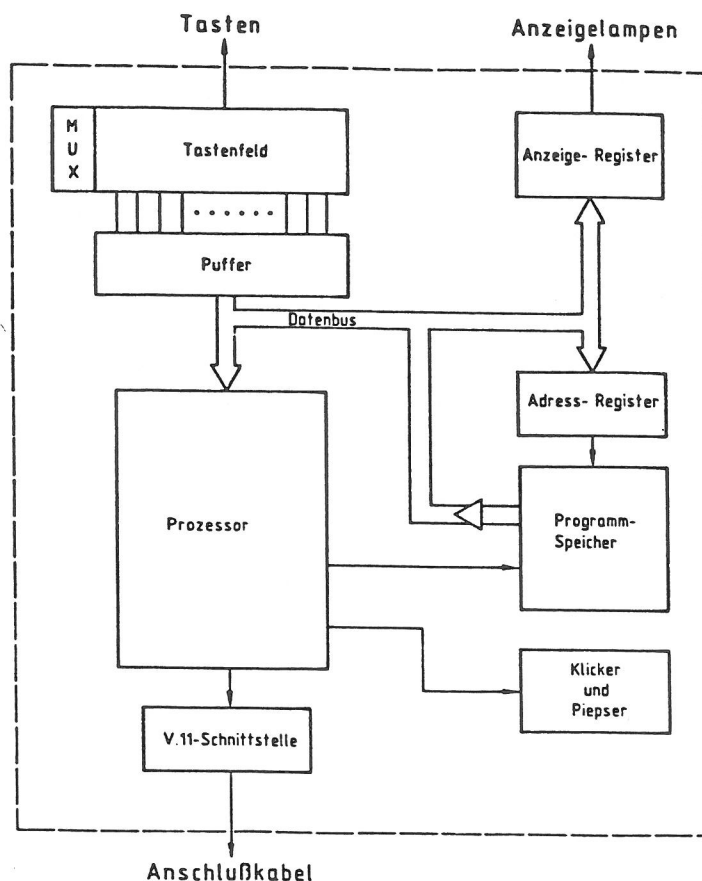 Tasten
Anzeigelampen
M
U
X
Tastenfeld
Anzeige- Register
Puffer
Datenbus
Adress- Register
Prozessor
Programm-
Speicher
Klicker
und
Piepser
V.11-Schnittstelle
Anschlußkabel